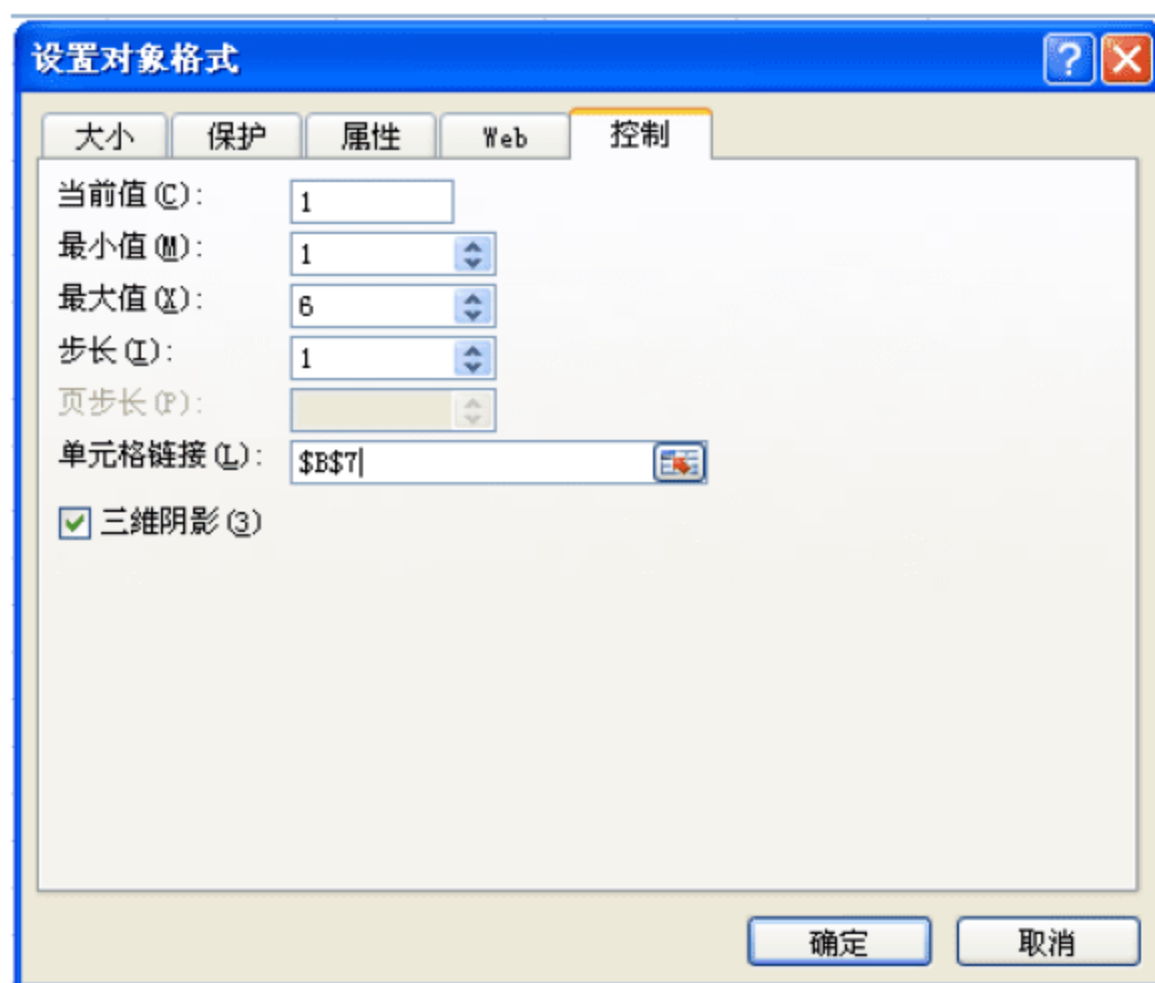 设置对象格式
大小 保护 属性 Web 控制
当前值(C): 1
最小值(M): 1
最大值(X): 6
步长(I): 1
页步长(P):
单元格链接(L): $B$7
三维阴影(3)
确定 取消